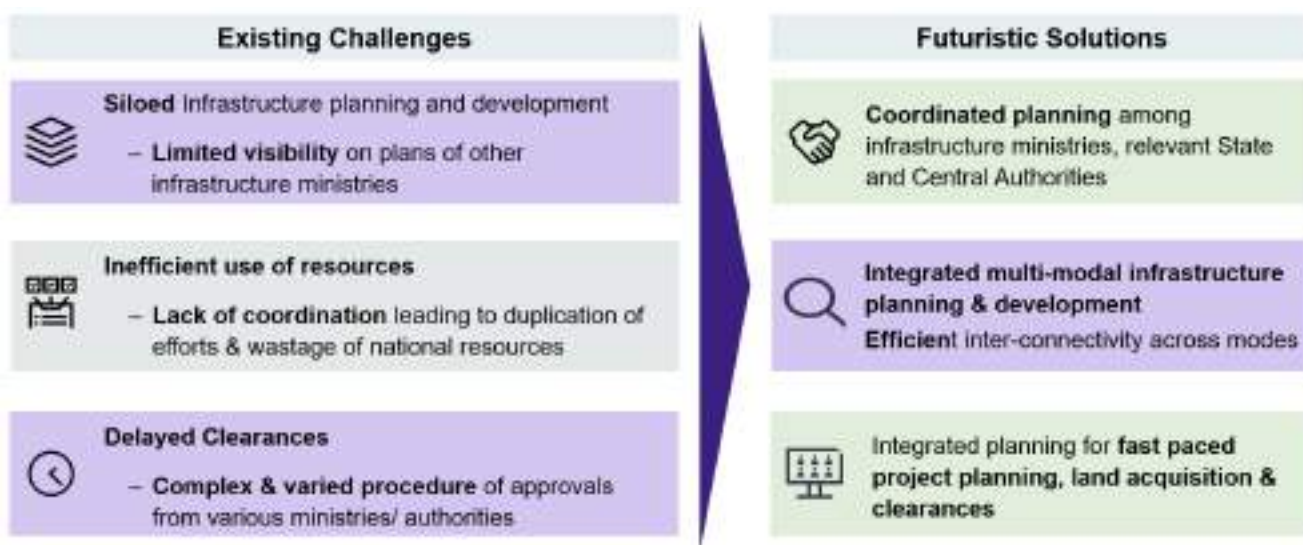 Existing Challenges
Siloed Infrastructure planning and development
– Limited visibility on plans of other
infrastructure ministries
Inefficient use of resources
– Lack of coordination leading to duplication of
efforts & wastage of national resources
Delayed Clearances
– Complex & varied procedure of approvals
from various ministries/ authorities
Futuristic Solutions
Coordinated planning among
infrastructure ministries, relevant State
and Central Authorities
Integrated multi-modal infrastructure
planning & development
Efficient inter-connectivity across modes
Integrated planning for fast paced
project planning, land acquisition &
clearances